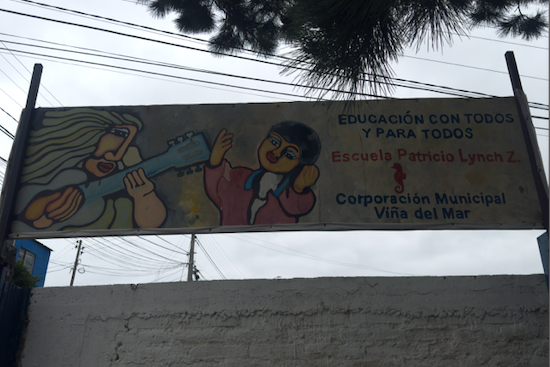 EDUCACIÓN CON TODOS
Y PARA TODOS
Escuela Patricio Lynch Z.
Corporación Municipal
Viña del Mar